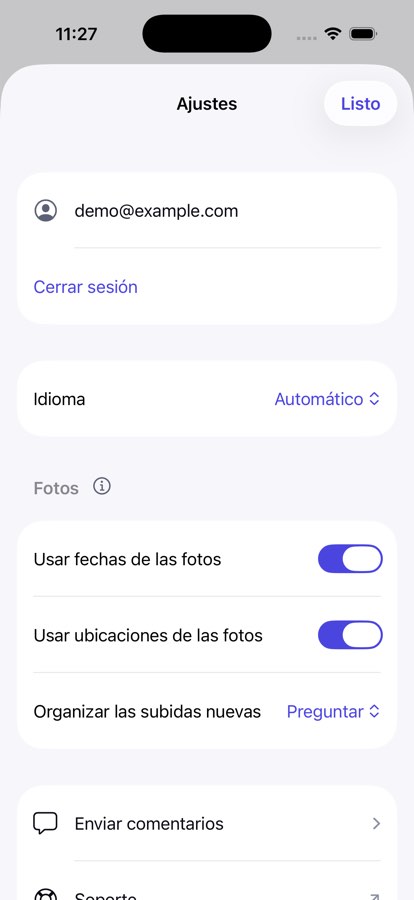 11:27
Ajustes
Listo
demo@example.com
Cerrar sesión
Idioma
Automático
Fotos
Usar fechas de las fotos
Usar ubicaciones de las fotos
Organizar las subidas nuevas
Preguntar
Enviar comentarios
Soporte